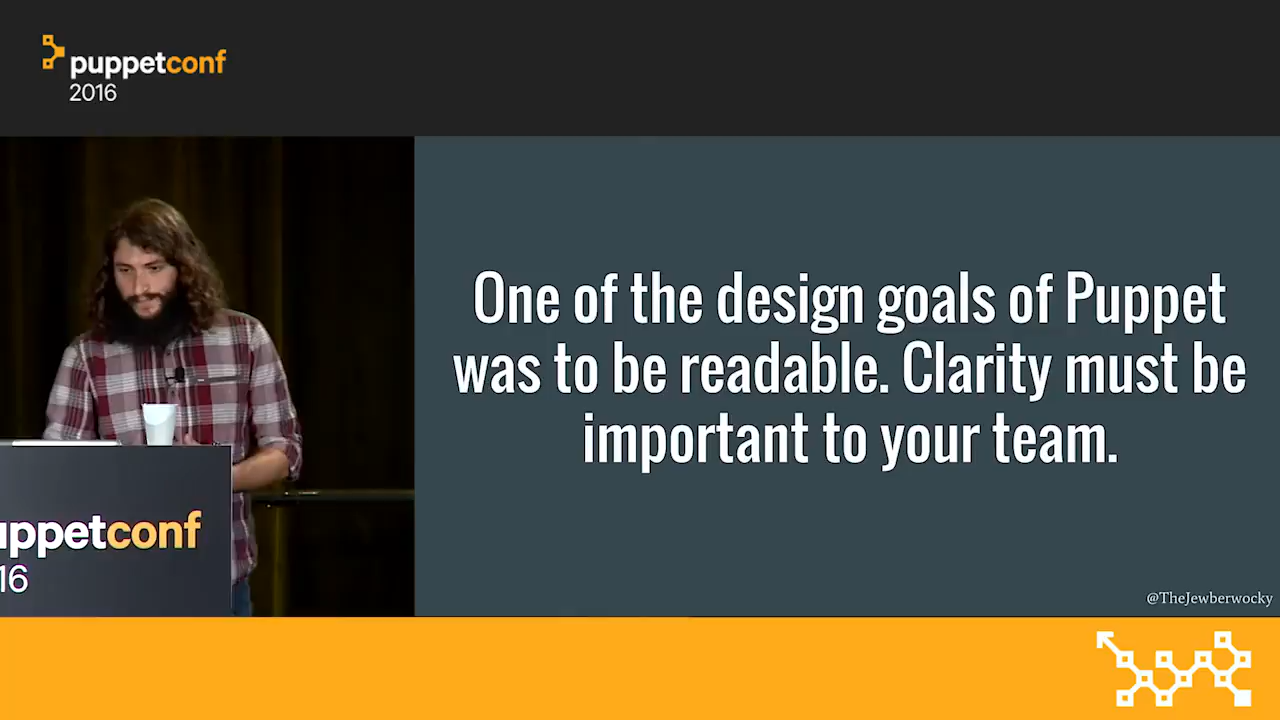 puppetconf
2016
One of the design goals of Puppet
was to be readable. Clarity must be
important to your team.
@TheJewberwocky
uppetconf
16